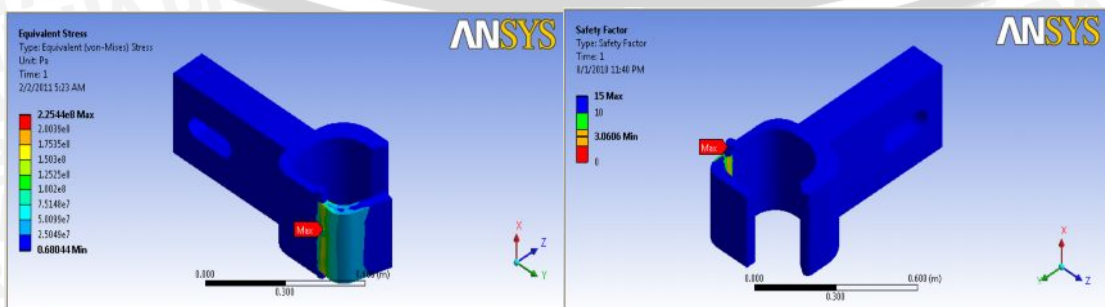 Equivalent Stress
Type: Equivalent (von-Mises) Stress
Unit: Pa
Time: 1
2/2/2011 5:23 AM
2.2544e8 Max
2.0039e8
1.7535e8
1.503e8
1.2525e8
1.002e8
7.5148e7
5.0099e7
2.5049e7
0.68044 Min
ANSYS
Max
0.000
(m)
0.300
X
Z
Y
Safety Factor
Type: Safety Factor
Time: 1
8/1/2010 11:40 PM
15 Max
10
3.0606 Min
0
ANSYS
Max
0.000
0.600 (m)
0.300
X
Y
Z